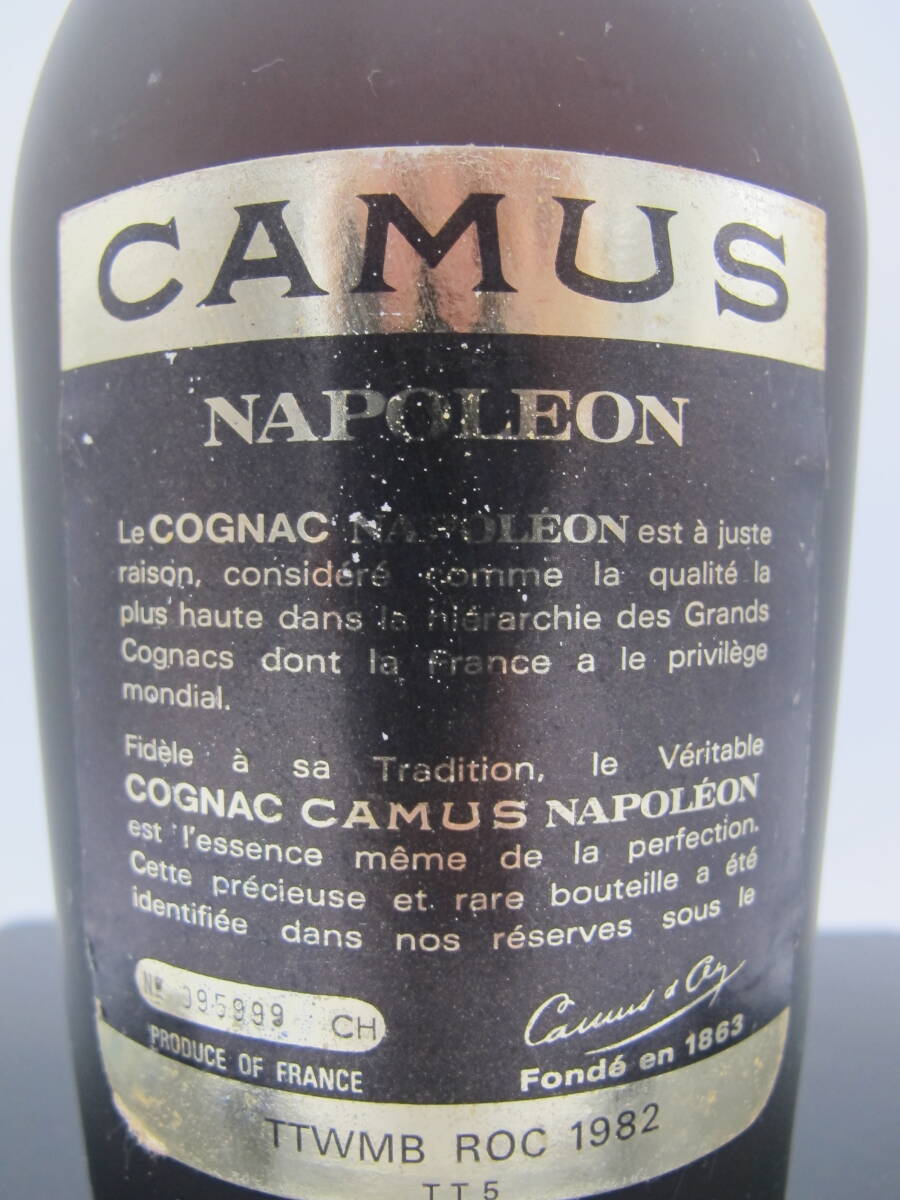 CAMUS
NAPOLEON
Le COGNAC NAPOLÉON est à juste
raison, considéré comme la qualité la
plus haute dans la hiérarchie des Grands
Cognacs dont la France a le privilège
mondial.
Fidèle à sa Tradition, le Véritable
COGNAC CAMUS NAPOLÉON
est l'essence même de la perfection.
Cette précieuse et rare bouteille a été
identifiée dans nos réserves sous le
Nº 095999 CH
Camus & Cie
PRODUCE OF FRANCE
Fondé en 1863
TTWMB ROC 1982
TT5